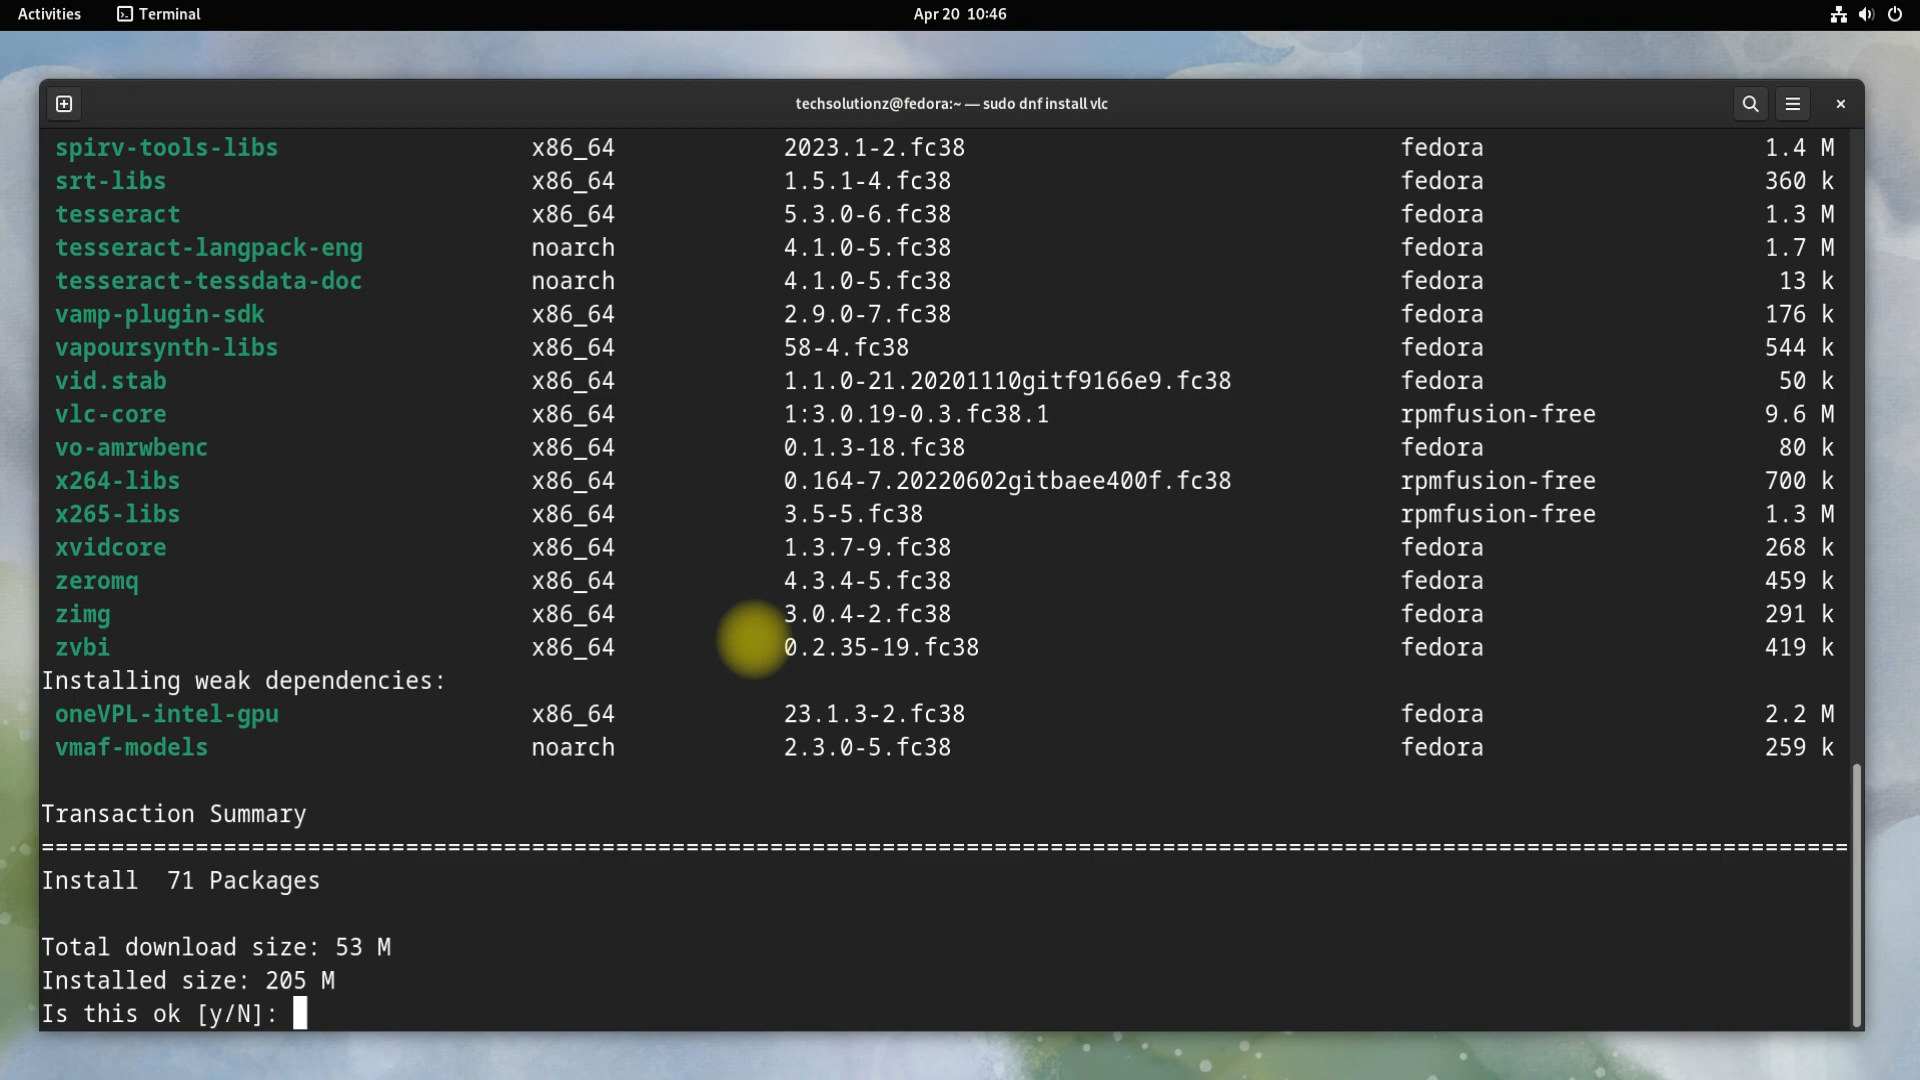 Activities Terminal Apr 20 10:46
techsolutionz@fedora:~ — sudo dnf install vlc
spirv-tools-libs x86_64 2023.1-2.fc38 fedora 1.4 M
srt-libs x86_64 1.5.1-4.fc38 fedora 360 k
tesseract x86_64 5.3.0-6.fc38 fedora 1.3 M
tesseract-langpack-eng noarch 4.1.0-5.fc38 fedora 1.7 M
tesseract-tessdata-doc noarch 4.1.0-5.fc38 fedora 13 k
vamp-plugin-sdk x86_64 2.9.0-7.fc38 fedora 176 k
vapoursynth-libs x86_64 58-4.fc38 fedora 544 k
vid.stab x86_64 1.1.0-21.20201110gitf9166e9.fc38 fedora 50 k
vlc-core x86_64 1:3.0.19-0.3.fc38.1 rpmfusion-free 9.6 M
vo-amrwbenc x86_64 0.1.3-18.fc38 fedora 80 k
x264-libs x86_64 0.164-7.20220602gitbaee400f.fc38 rpmfusion-free 700 k
x265-libs x86_64 3.5-5.fc38 rpmfusion-free 1.3 M
xvidcore x86_64 1.3.7-9.fc38 fedora 268 k
zeromq x86_64 4.3.4-5.fc38 fedora 459 k
zimg x86_64 3.0.4-2.fc38 fedora 291 k
zvbi x86_64 0.2.35-19.fc38 fedora 419 k
Installing weak dependencies:
oneVPL-intel-gpu x86_64 23.1.3-2.fc38 fedora 2.2 M
vmaf-models noarch 2.3.0-5.fc38 fedora 259 k
Transaction Summary
=================================================================================================================================
Install 71 Packages
Total download size: 53 M
Installed size: 205 M
Is this ok [y/N]: